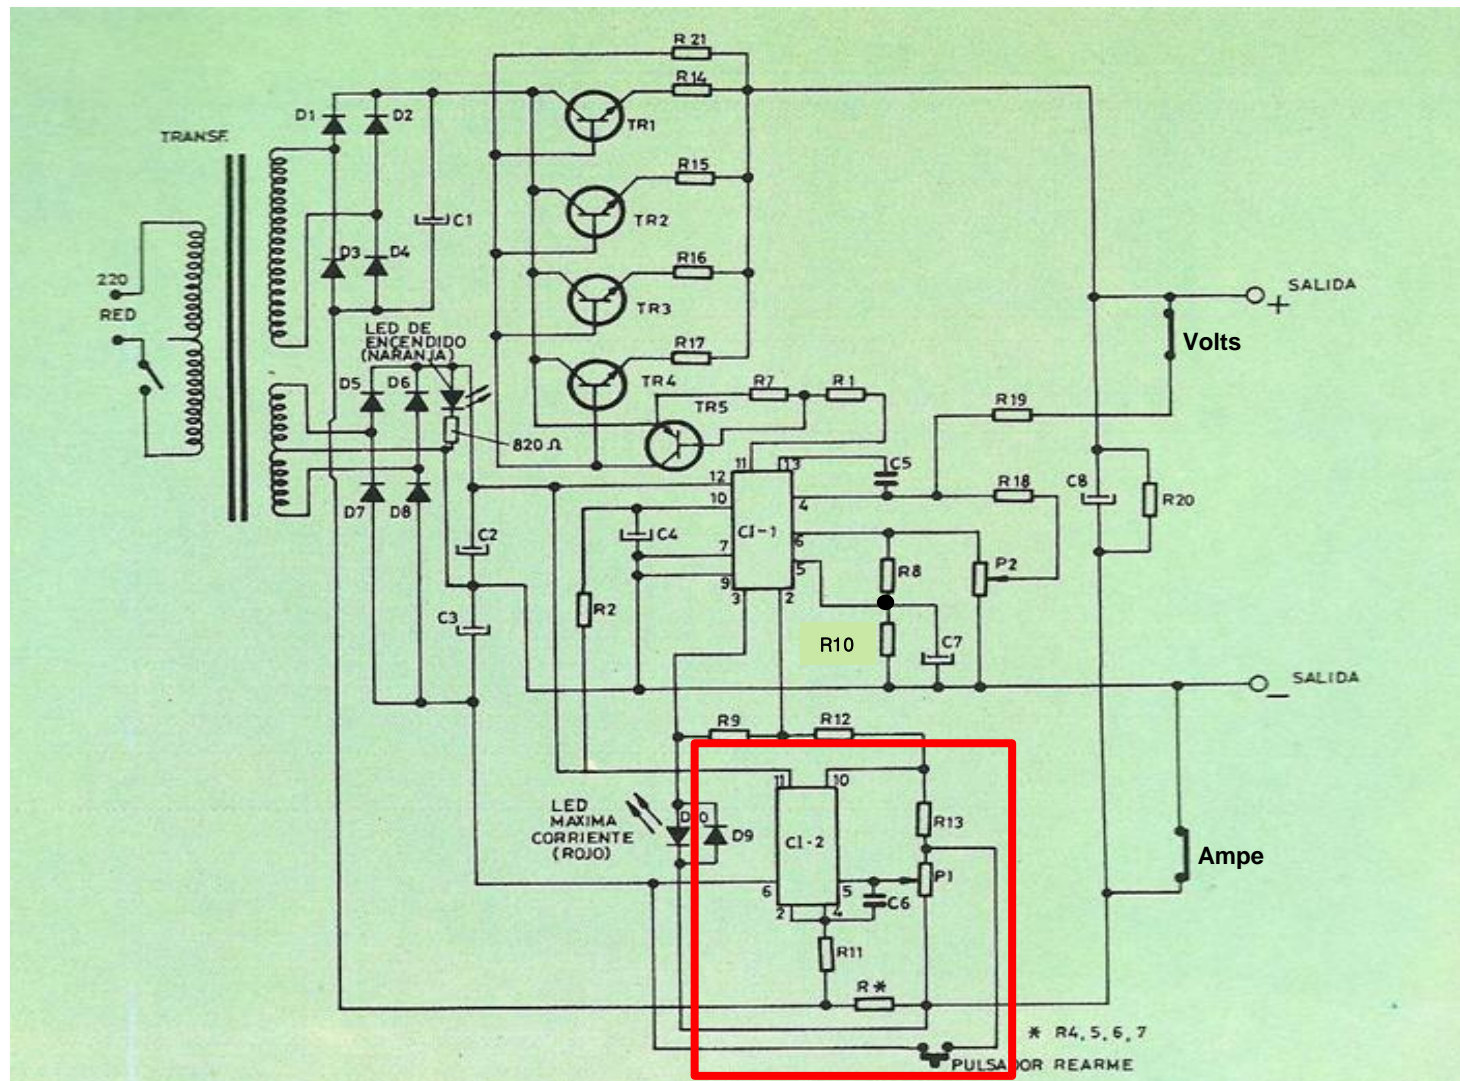 R 21
R14
D1
D2
TR1
TRANSF.
R15
C1
TR2
D3
D4
R16
220
SALIDA
+
TR3
RED
LED DE
ENCENDIDO
(NARANJA)
Volts
R17
D5
D6
TR4
R7
R1
TR5
R19
820 Ω
11
13
C5
12
10
4
R18
C8
R20
D7
D8
C4
CI-1
C2
6
7
5
R8
P2
9
3
2
R2
C3
R10
C7
SALIDA
−
R9
R12
11
10
LED
MAXIMA
CORRIENTE
(ROJO)
D10
D9
R13
CI-2
Ampe
6
5
P1
C6
2
4
R11
R *
* R4, 5, 6, 7
PULSADOR REARME